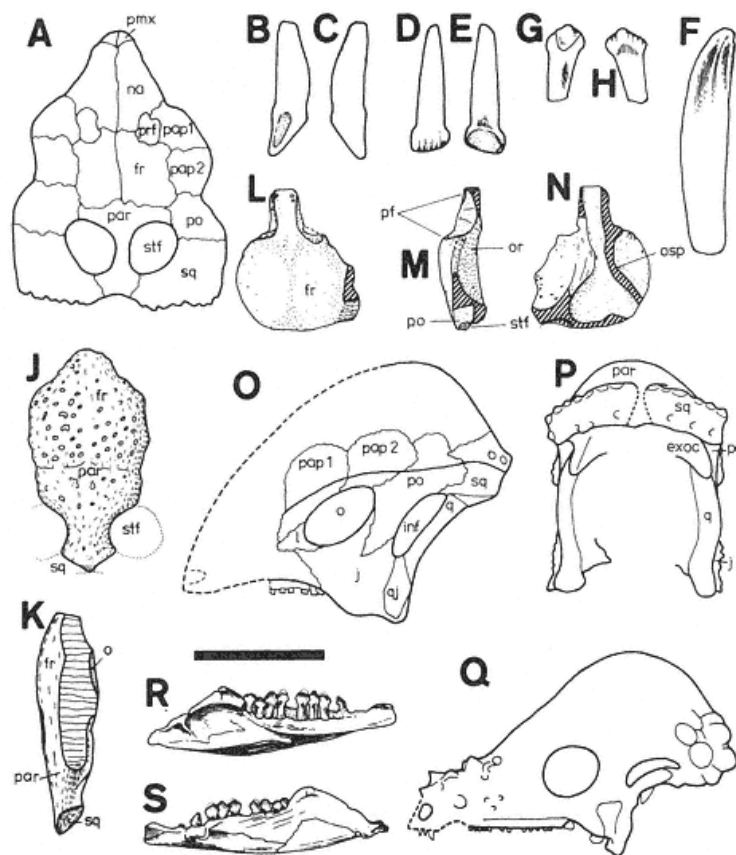 A
pmx
na
prf
pap1
fr
pap2
par
po
stf
sq
B
C
D
E
G
H
F
L
fr
pf
or
M
po
stf
N
osp
J
fr
par
stf
sq
O
pap 1
pap 2
po
sq
o
inf
q
l
j
qj
P
par
sq
exoc
p
q
j
K
fr
o
par
sq
R
S
Q